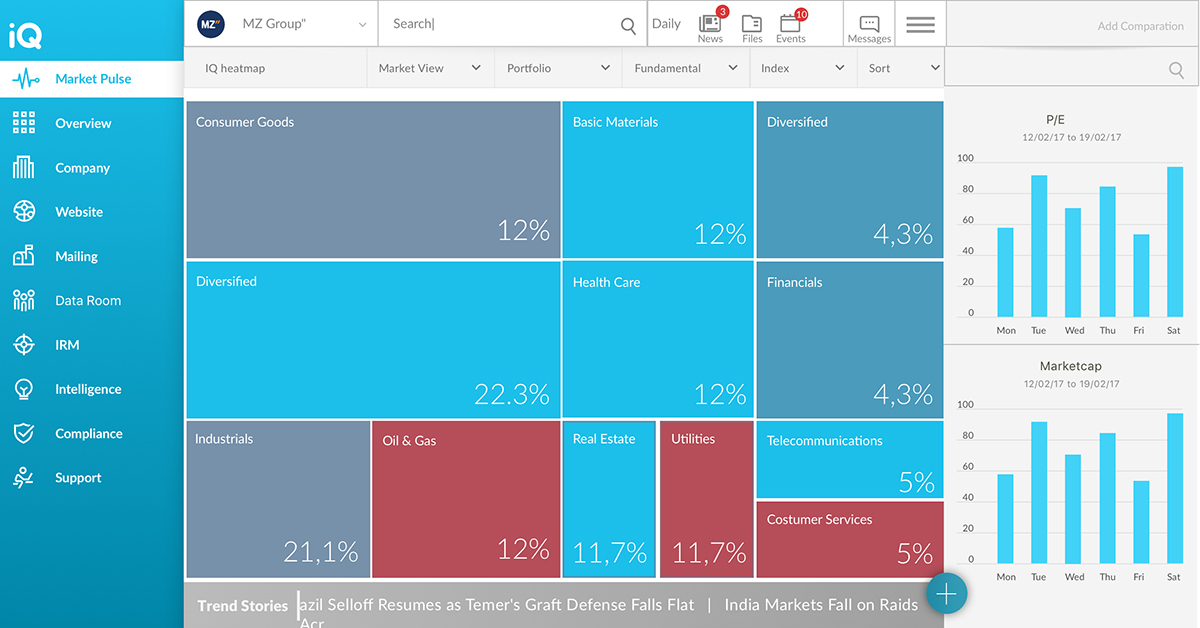 iQ
Market Pulse
Overview
Company
Website
Mailing
Data Room
IRM
Intelligence
Compliance
Support
MZ" MZ Group"
Search|
Daily
3
News
Files
10
Events
Messages
Add Comparation
IQ heatmap
Market View
Portfolio
Fundamental
Index
Sort
Consumer Goods
12%
Basic Materials
12%
Diversified
4,3%
Diversified
22.3%
Health Care
12%
Financials
4,3%
Industrials
21,1%
Oil & Gas
12%
Real Estate
11,7%
Utilities
11,7%
Telecommunications
5%
Costumer Services
5%
Trend Stories
azil Selloff Resumes as Temer's Graft Defense Falls Flat | India Markets Fall on Raids
Acr
P/E
12/02/17 to 19/02/17
100
80
60
40
20
0
Mon Tue Wed Thu Fri Sat
Marketcap
12/02/17 to 19/02/17
100
80
60
40
20
0
Mon Tue Wed Thu Fri Sat